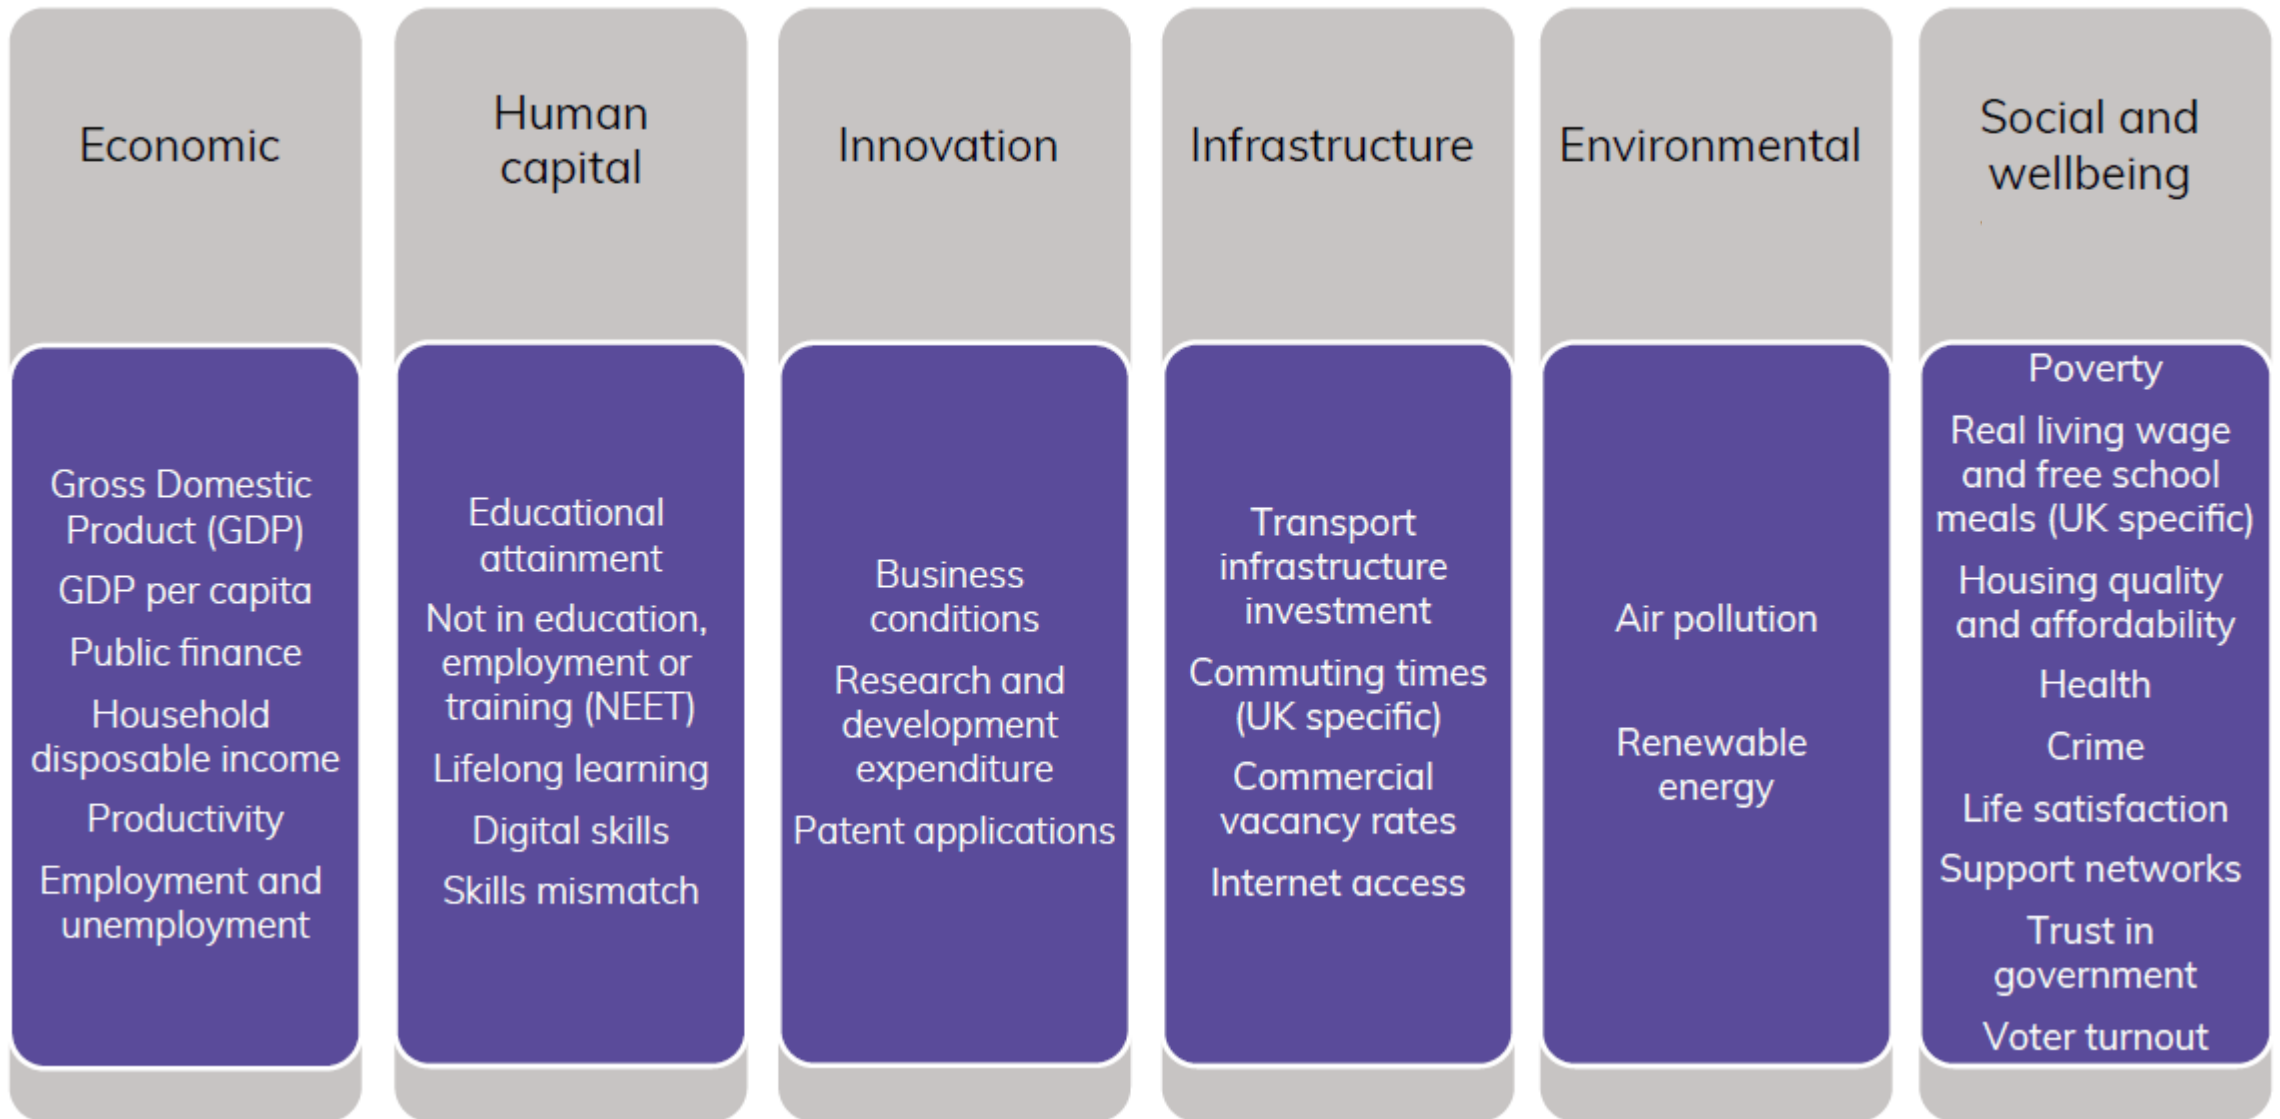 Economic
Gross Domestic
Product (GDP)
GDP per capita
Public finance
Household
disposable income
Productivity
Employment and
unemployment
Human
capital
Educational
attainment
Not in education,
employment or
training (NEET)
Lifelong learning
Digital skills
Skills mismatch
Innovation
Business
conditions
Research and
development
expenditure
Patent applications
Infrastructure
Transport
infrastructure
investment
Commuting times
(UK specific)
Commercial
vacancy rates
Internet access
Environmental
Air pollution
Renewable
energy
Social and
wellbeing
Poverty
Real living wage
and free school
meals (UK specific)
Housing quality
and affordability
Health
Crime
Life satisfaction
Support networks
Trust in
government
Voter turnout